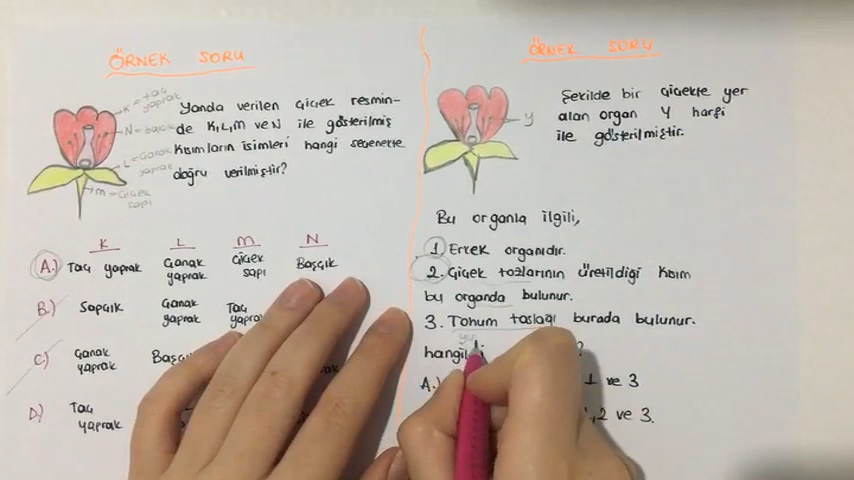 ÖRNEK SORU
K = taç
yaprak
N = başçık
L = Çanak
yaprak
M = Çiçek
sapı
Yanda verilen çiçek resmin-
de K,L,M ve N ile gösterilmiş
kısımların isimleri hangi seçenekte
doğru verilmiştir?
K L M N
A.) Taç yaprak Çanak yaprak Çiçek sapı Başçık
B.) Sapçık Çanak yaprak Taç yaprak
C.) Çanak yaprak
D.) Taç yaprak
ÖRNEK SORU
y
Şekilde bir çiçekte yer
alan organ Y harfi
ile gösterilmiştir.
Bu organla ilgili,
1. Erkek organıdır.
2. Çiçek tozlarının üretildiği kısım
bu organda bulunur.
3. Tohum taslağı burada bulunur.
?
A.) 1 ve 3
,2 ve 3.